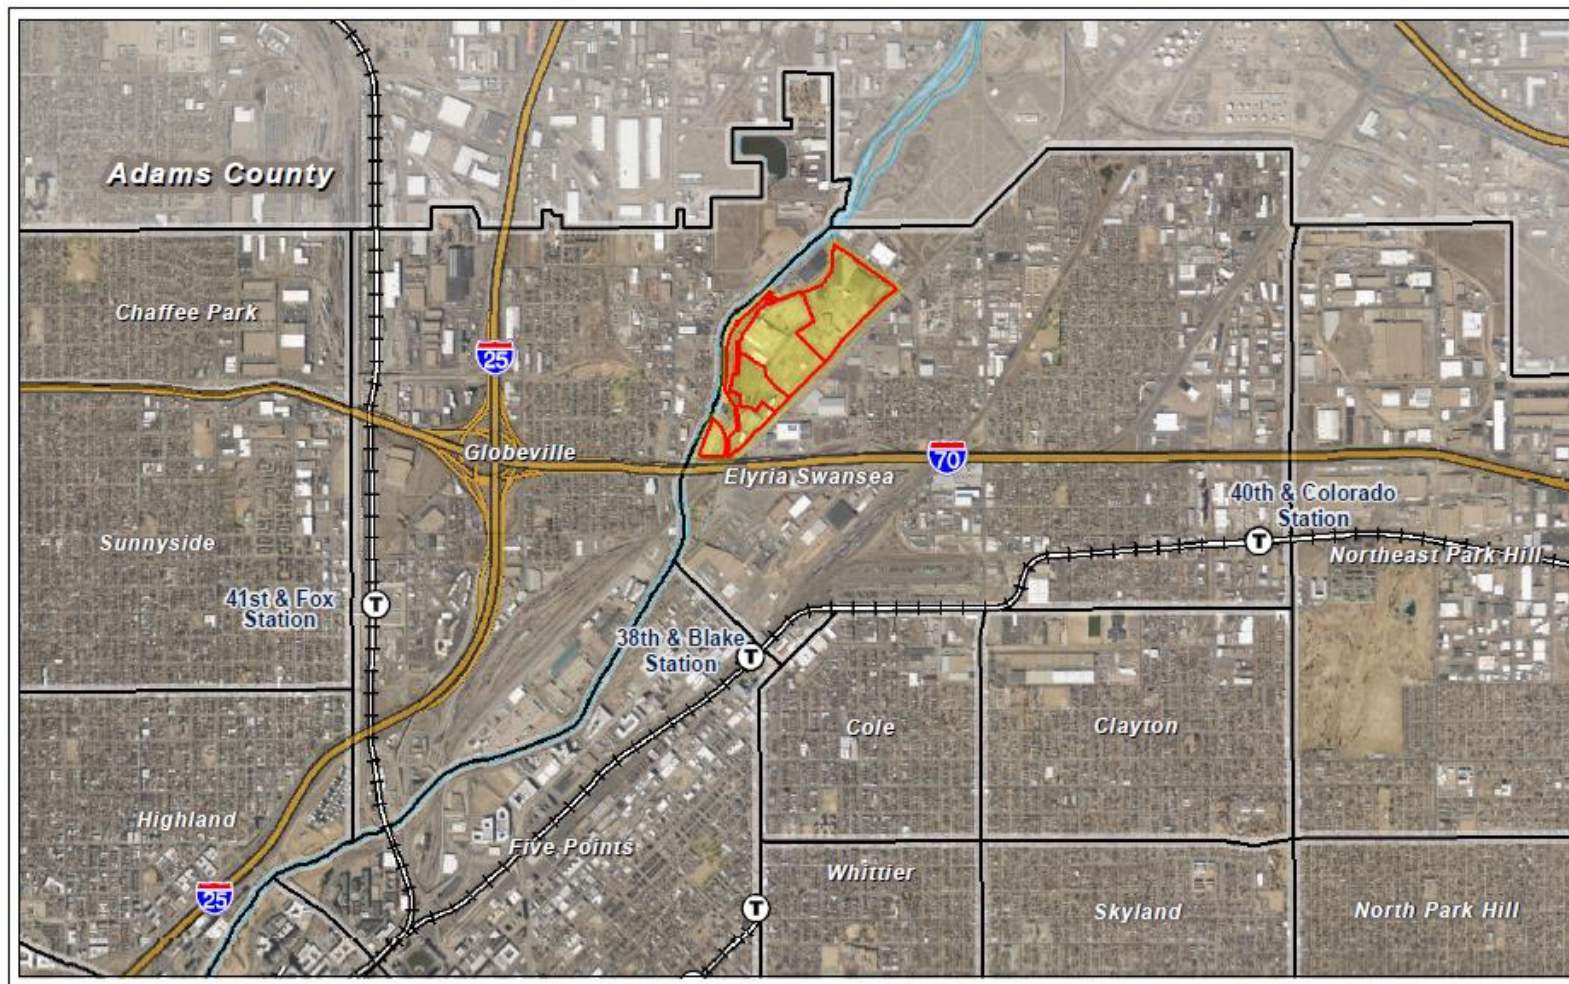 Adams County
Chaffee Park
25
Globeville
70
Elyria Swansea
40th & Colorado
Station
Sunnyside
Northeast Park Hill
41st & Fox
Station
T
T
38th & Blake
Station
T
Cole
Clayton
Highland
Five Points
Whittier
25
T
Skyland
North Park Hill